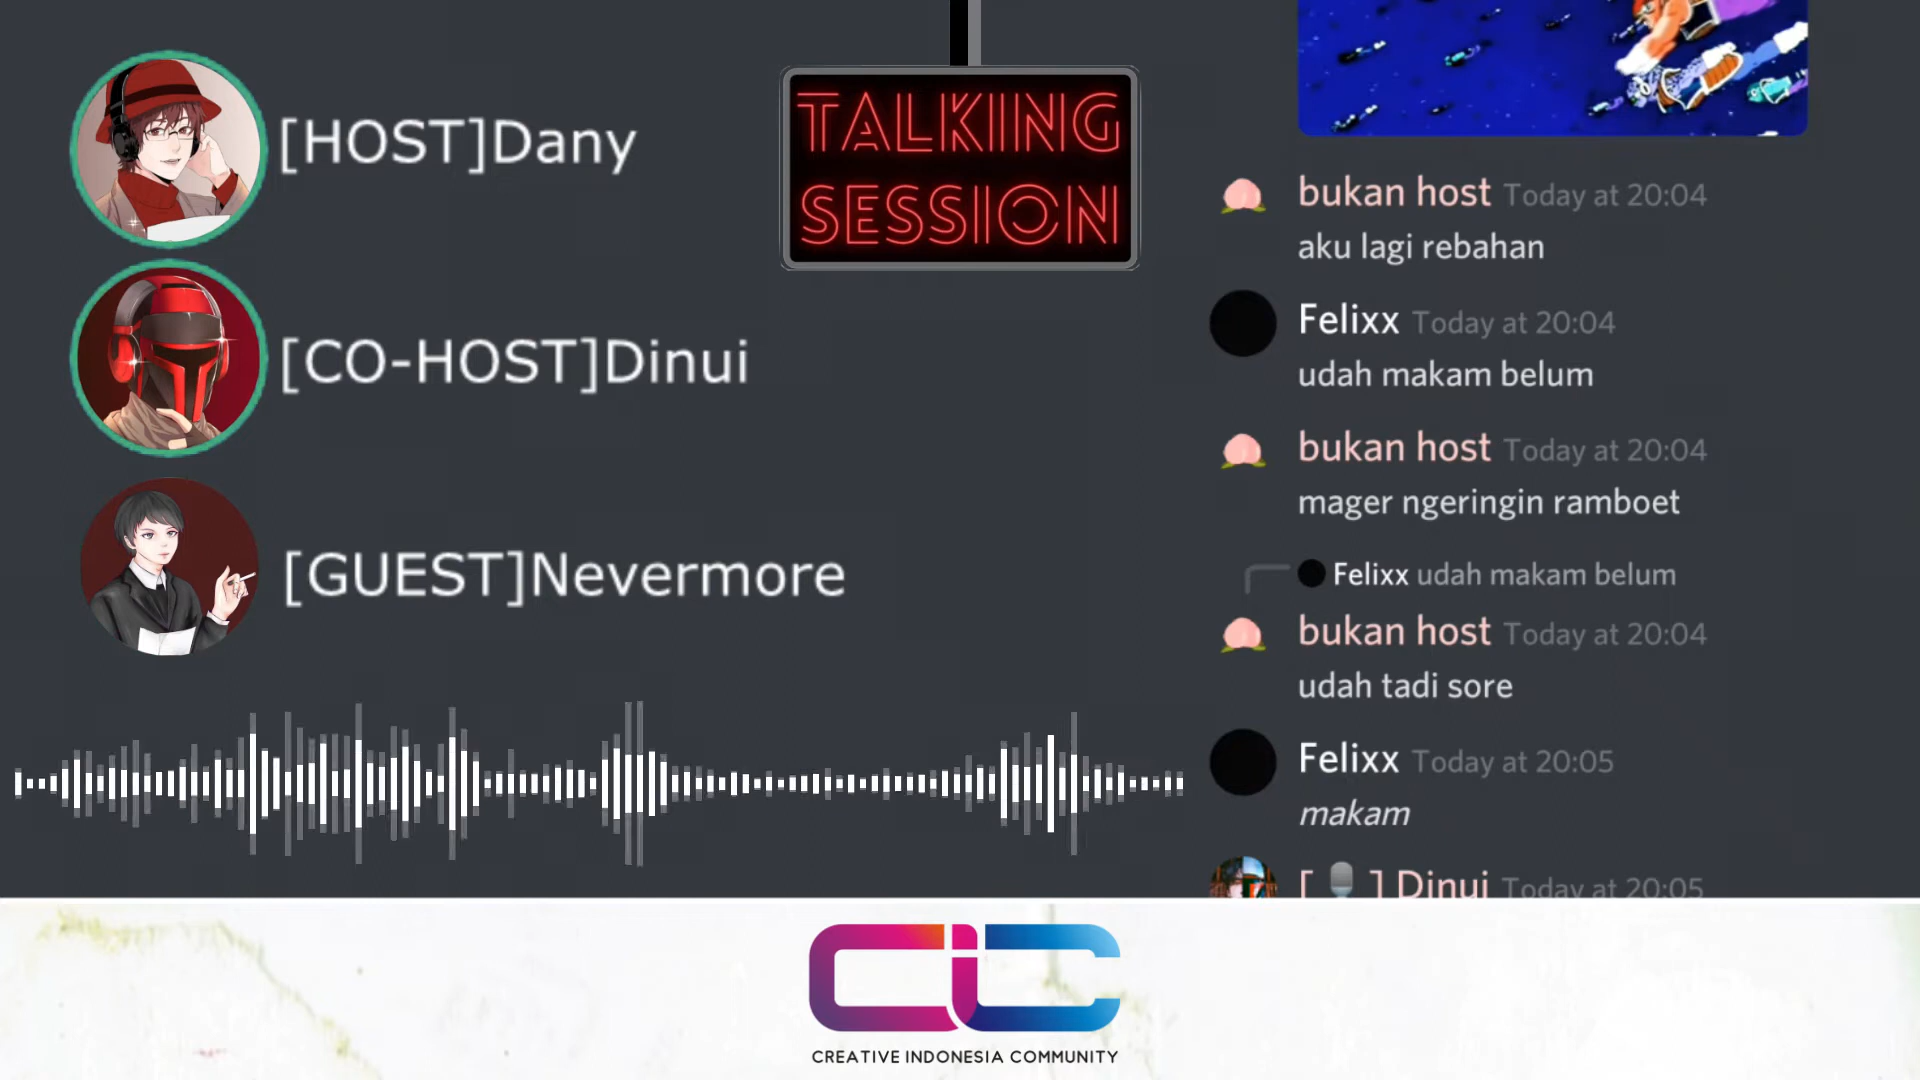 [HOST]Dany
[CO-HOST]Dinui
[GUEST]Nevermore
TALKING
SESSION
bukan host Today at 20:04
aku lagi rebahan
Felixx Today at 20:04
udah makam belum
bukan host Today at 20:04
mager ngeringin ramboet
Felixx udah makam belum
bukan host Today at 20:04
udah tadi sore
Felixx Today at 20:05
makam
[ 🎙️ ] Dinui Today at 20:05
CIC
CREATIVE INDONESIA COMMUNITY